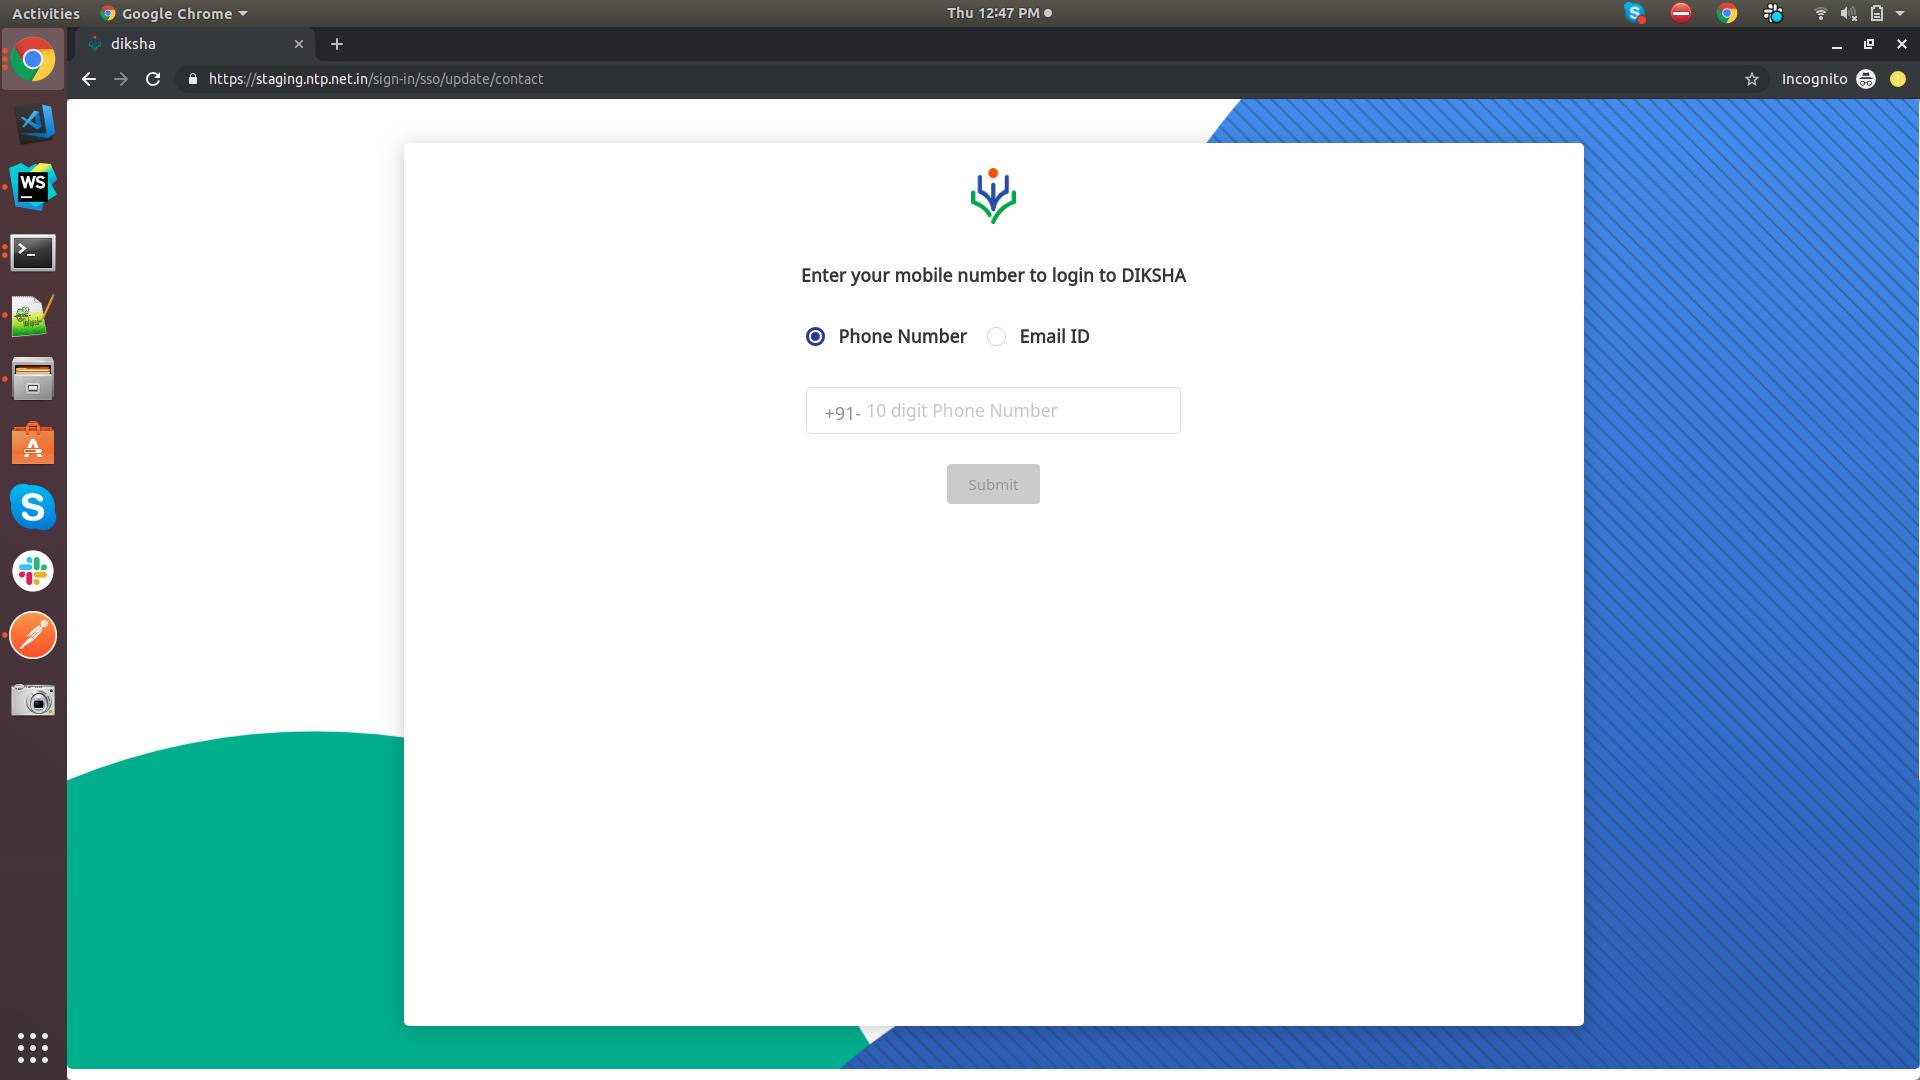 Activities Google Chrome Thu 12:47 PM
diksha
https://staging.ntp.net.in/sign-in/sso/update/contact Incognito
WS
Enter your mobile number to login to DIKSHA
Phone Number Email ID
+91- 10 digit Phone Number
Submit